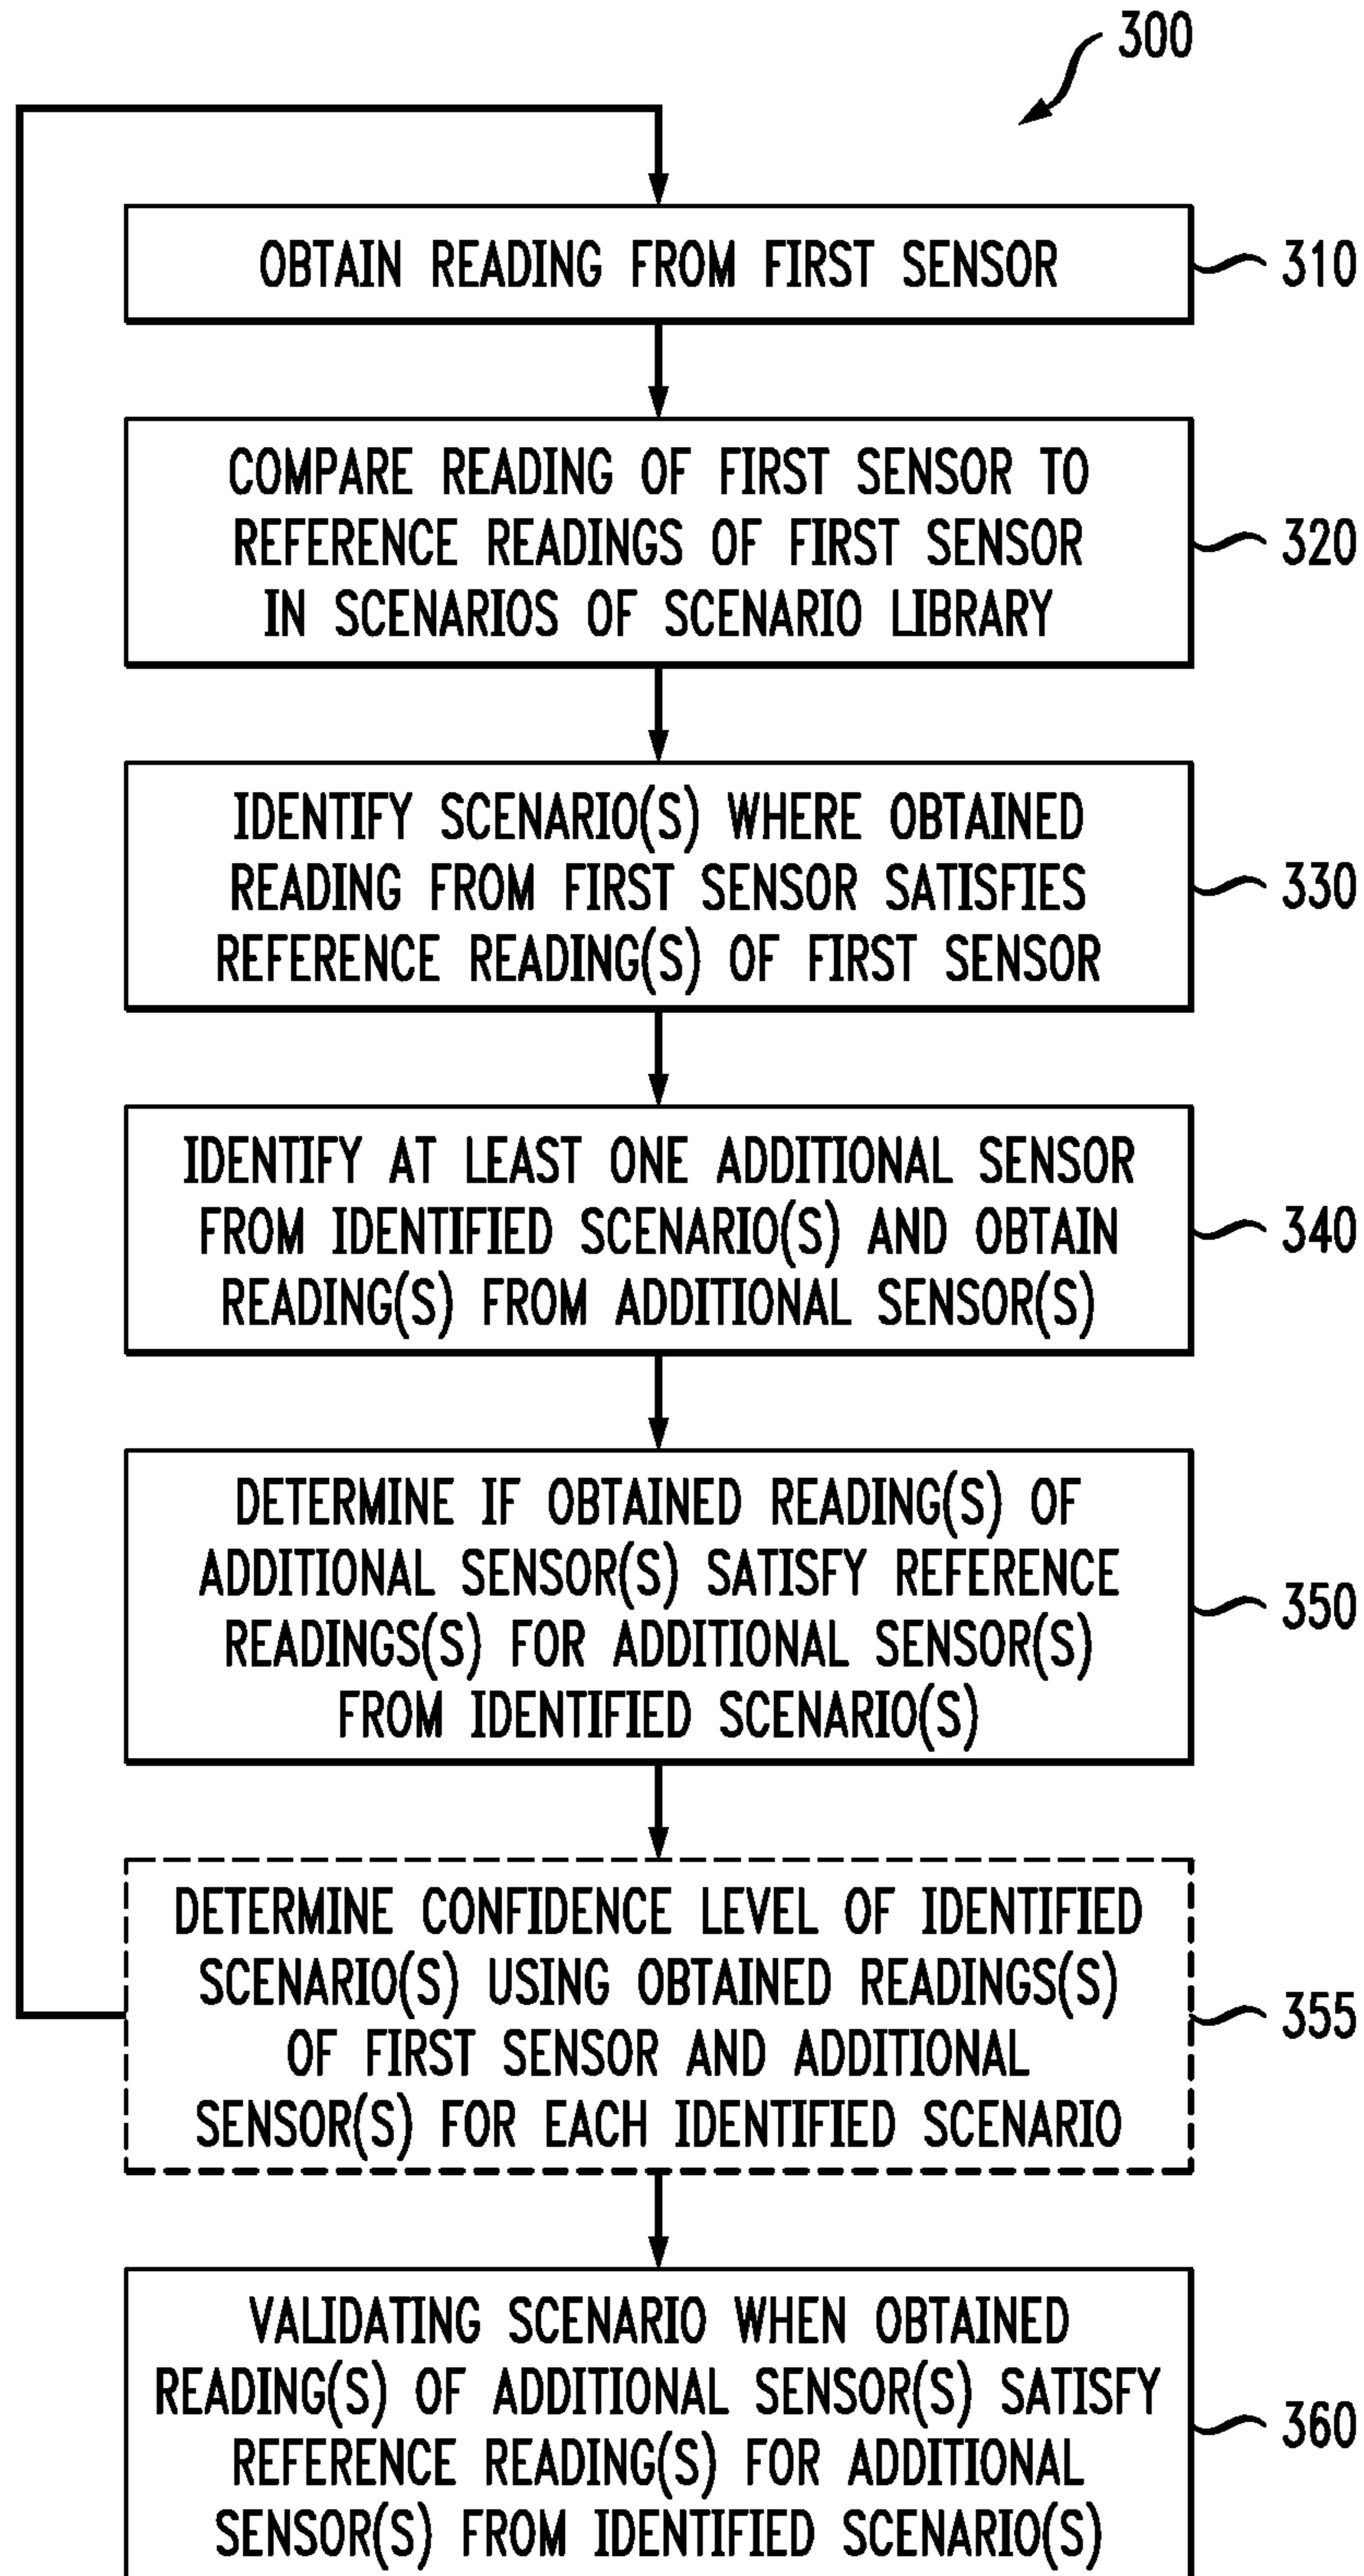 300
OBTAIN READING FROM FIRST SENSOR
310
COMPARE READING OF FIRST SENSOR TO
REFERENCE READINGS OF FIRST SENSOR
IN SCENARIOS OF SCENARIO LIBRARY
320
IDENTIFY SCENARIO(S) WHERE OBTAINED
READING FROM FIRST SENSOR SATISFIES
REFERENCE READING(S) OF FIRST SENSOR
330
IDENTIFY AT LEAST ONE ADDITIONAL SENSOR
FROM IDENTIFIED SCENARIO(S) AND OBTAIN
READING(S) FROM ADDITIONAL SENSOR(S)
340
DETERMINE IF OBTAINED READING(S) OF
ADDITIONAL SENSOR(S) SATISFY REFERENCE
READINGS(S) FOR ADDITIONAL SENSOR(S)
FROM IDENTIFIED SCENARIO(S)
350
DETERMINE CONFIDENCE LEVEL OF IDENTIFIED
SCENARIO(S) USING OBTAINED READINGS(S)
OF FIRST SENSOR AND ADDITIONAL
SENSOR(S) FOR EACH IDENTIFIED SCENARIO
355
VALIDATING SCENARIO WHEN OBTAINED
READING(S) OF ADDITIONAL SENSOR(S) SATISFY
REFERENCE READING(S) FOR ADDITIONAL
SENSOR(S) FROM IDENTIFIED SCENARIO(S)
360